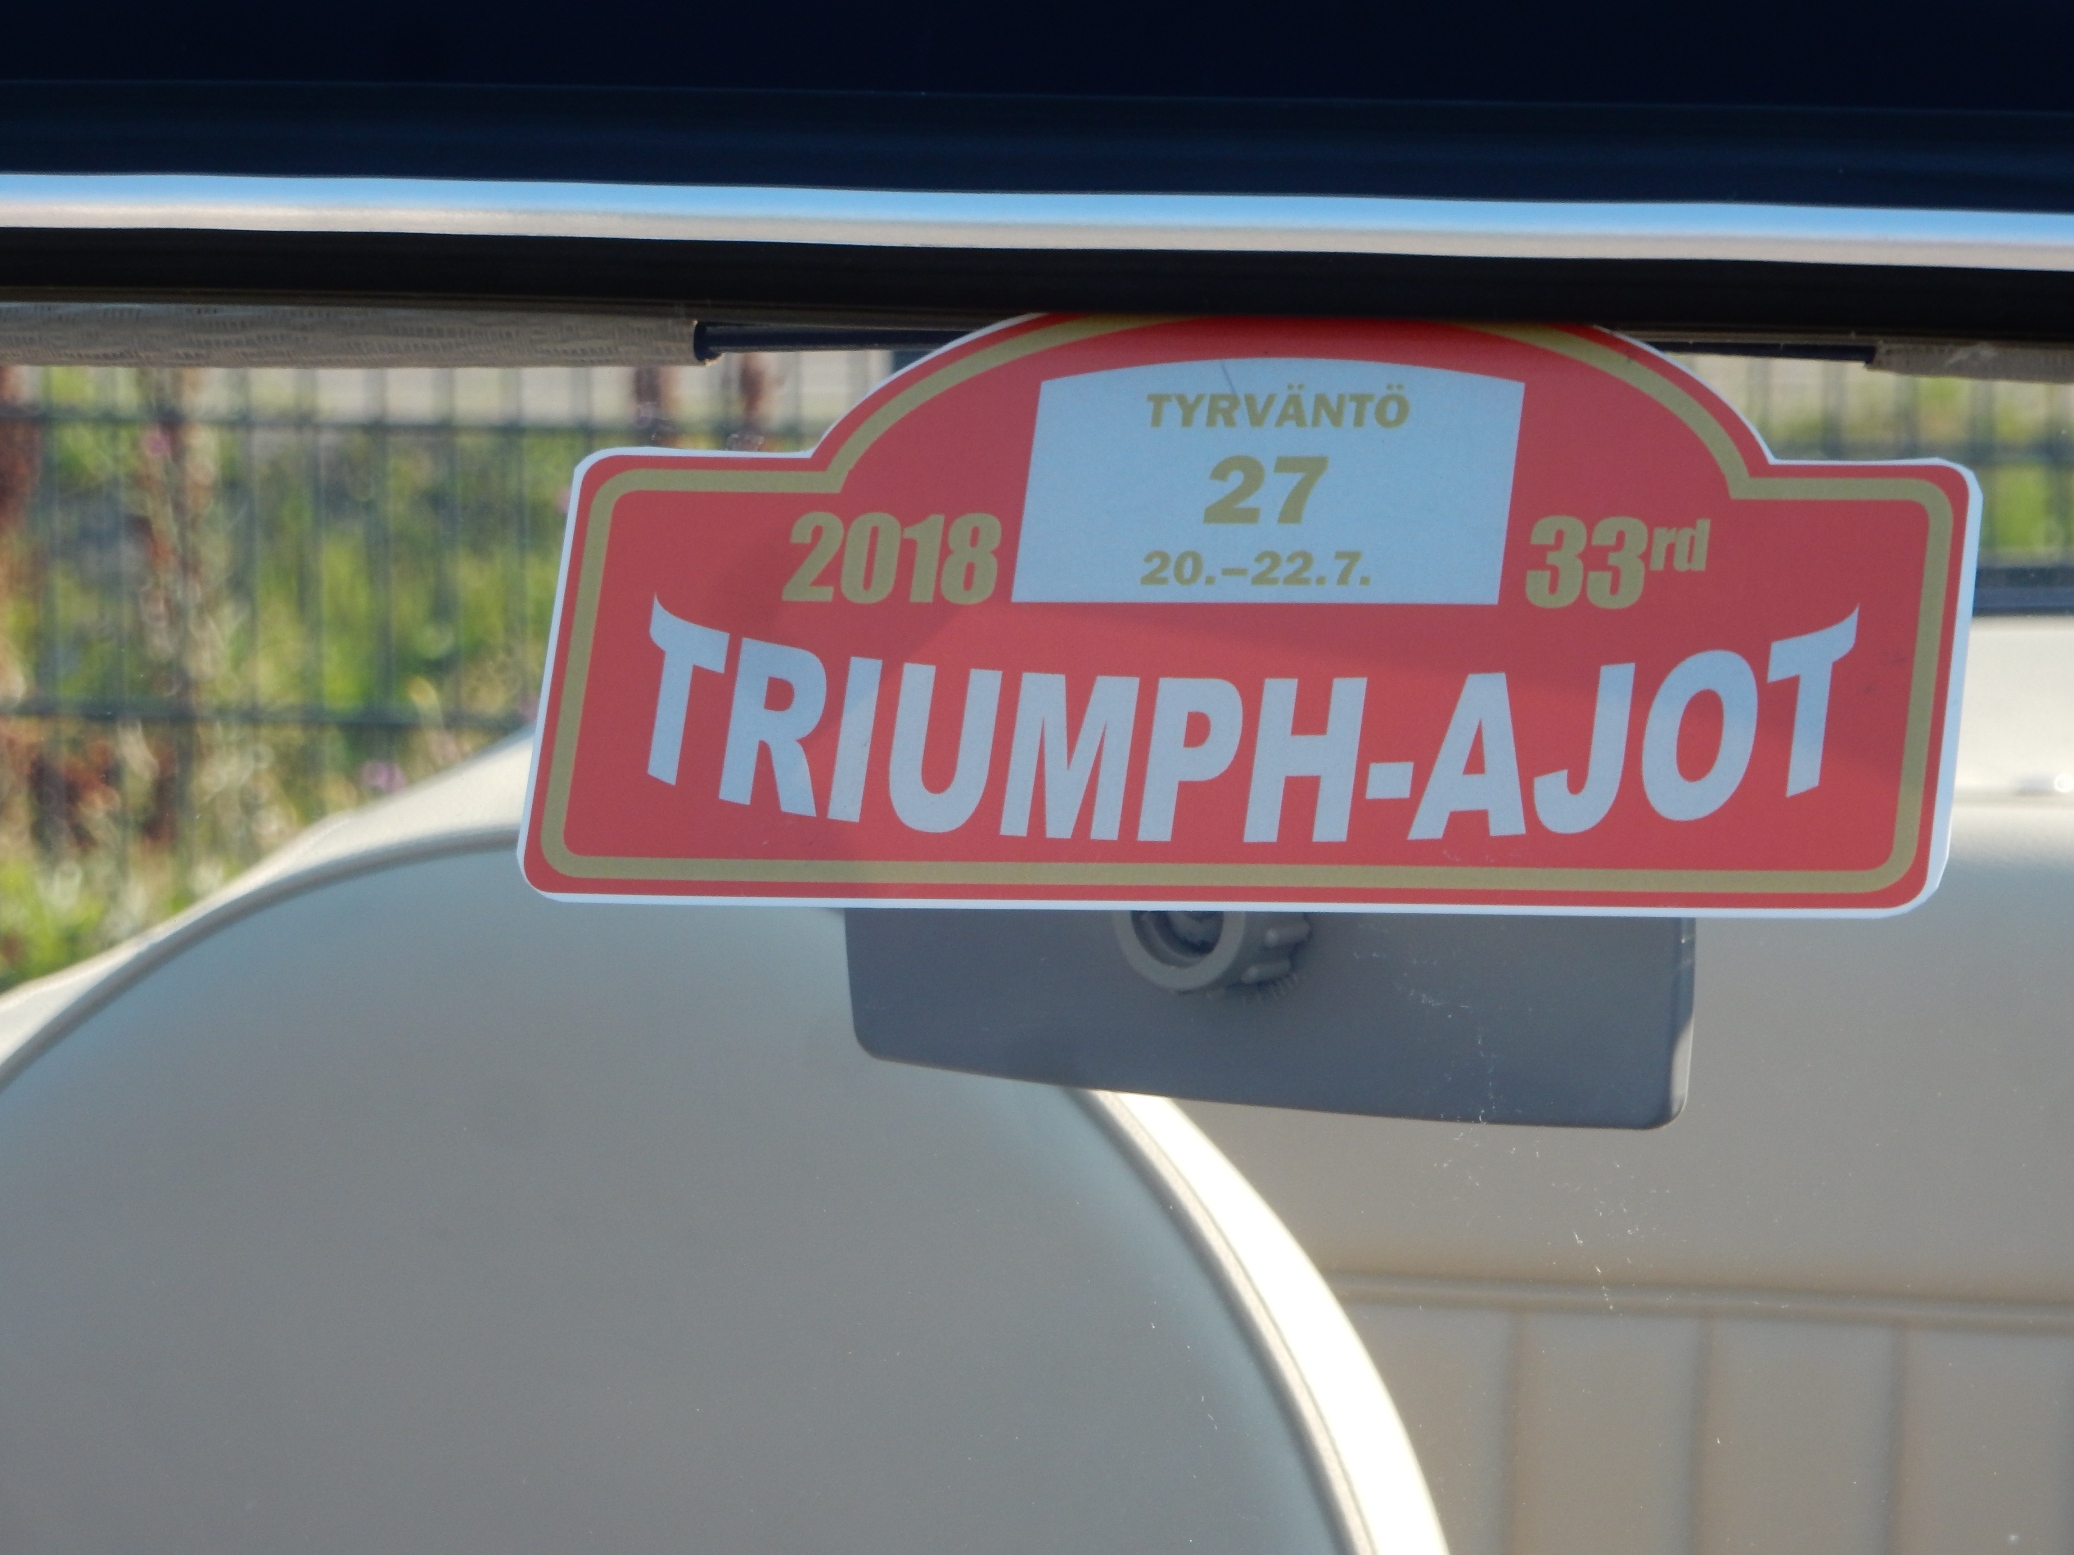 TYRVÄNTÖ
27
2018 20.–22.7. 33rd
TRIUMPH-AJOT